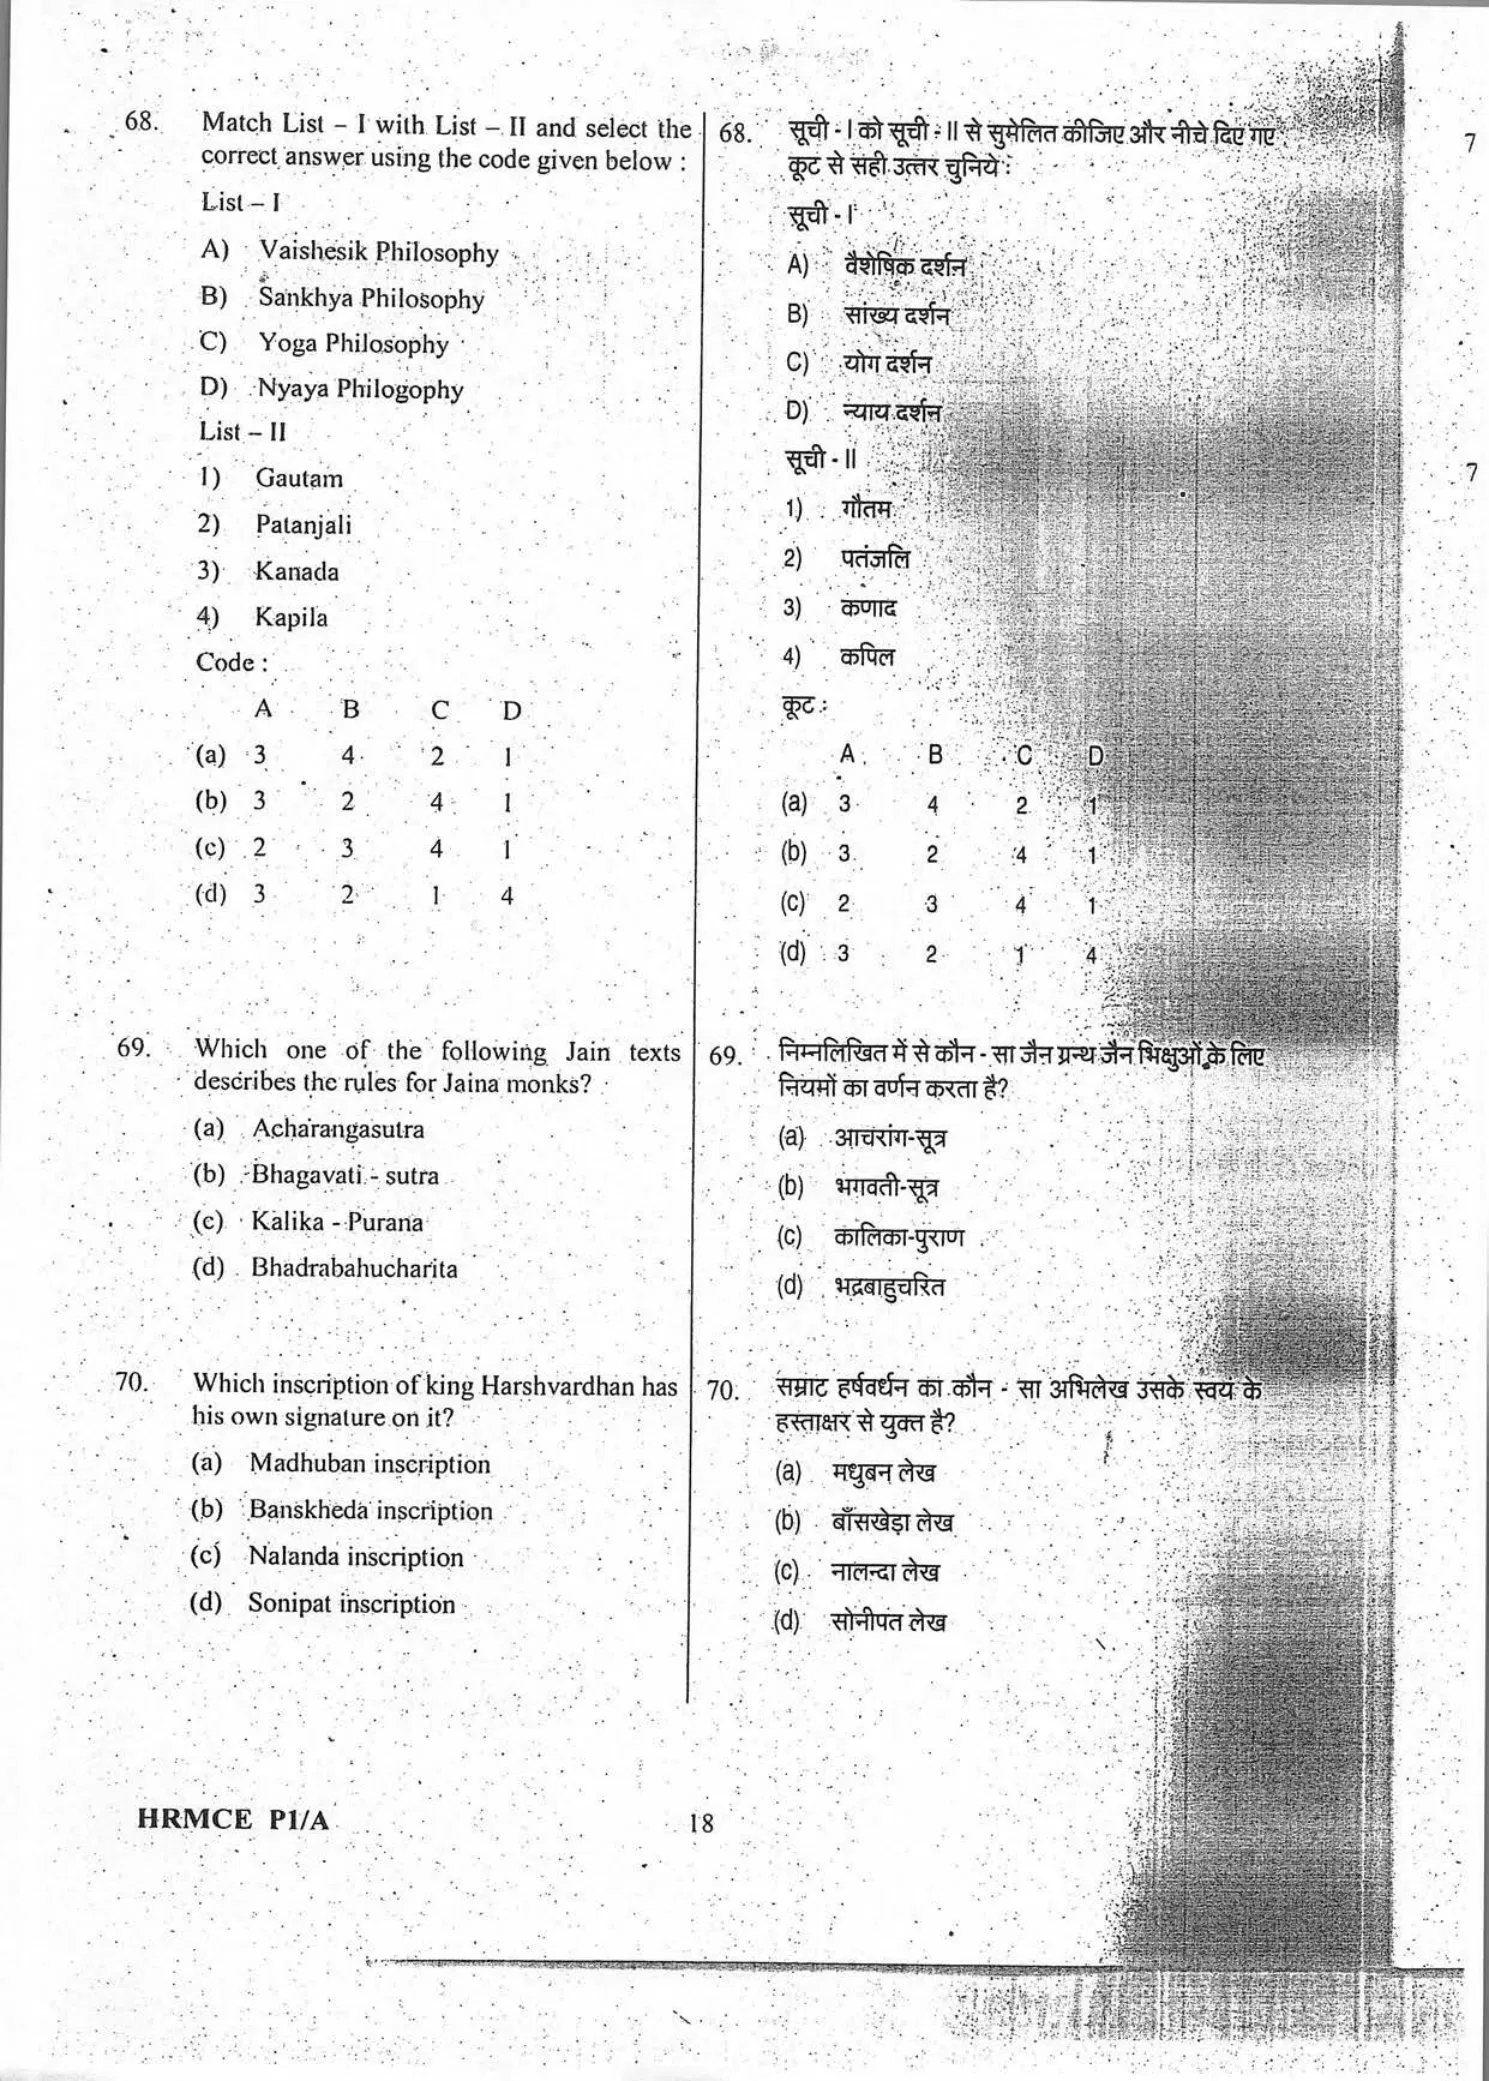 68. Match List – I with List – II and select the
correct answer using the code given below :
List – I
A) Vaishesik Philosophy
B) Sankhya Philosophy
C) Yoga Philosophy
D) Nyaya Philogophy
List – II
1) Gautam
2) Patanjali
3) Kanada
4) Kapila
Code :
A B C D
(a) 3 4 2 1
(b) 3 2 4 1
(c) 2 3 4 1
(d) 3 2 1 4
69. Which one of the following Jain texts
describes the rules for Jaina monks?
(a) Acharangasutra
(b) Bhagavati - sutra
(c) Kalika - Purana
(d) Bhadrabahucharita
70. Which inscription of king Harshvardhan has
his own signature on it?
(a) Madhuban inscription
(b) Banskheda inscription
(c) Nalanda inscription
(d) Sonipat inscription
68. सूची - I को सूची - II से सुमेलित कीजिए और नीचे दिए गए
कूट से सही उत्तर चुनिये :
सूची - I
A) वैशेषिक दर्शन
B) सांख्य दर्शन
C) योग दर्शन
D) न्याय दर्शन
सूची - II
1) गौतम
2) पतंजलि
3) कणाद
4) कपिल
कूट :
A B C D
(a) 3 4 2 1
(b) 3 2 4 1
(c) 2 3 4 1
(d) 3 2 1 4
69. निम्नलिखित में से कौन - सा जैन ग्रन्थ जैन भिक्षुओं के लिए
नियमों का वर्णन करता है?
(a) आचरांग-सूत्र
(b) भगवती-सूत्र
(c) कालिका-पुराण
(d) भद्रबाहुचरित
70. सम्राट हर्षवर्धन का कौन - सा अभिलेख उसके स्वयं के
हस्ताक्षर से युक्त है?
(a) मधुबन लेख
(b) बाँसखेड़ा लेख
(c) नालन्दा लेख
(d) सोनीपत लेख
7
7
HRMCE P1/A
18